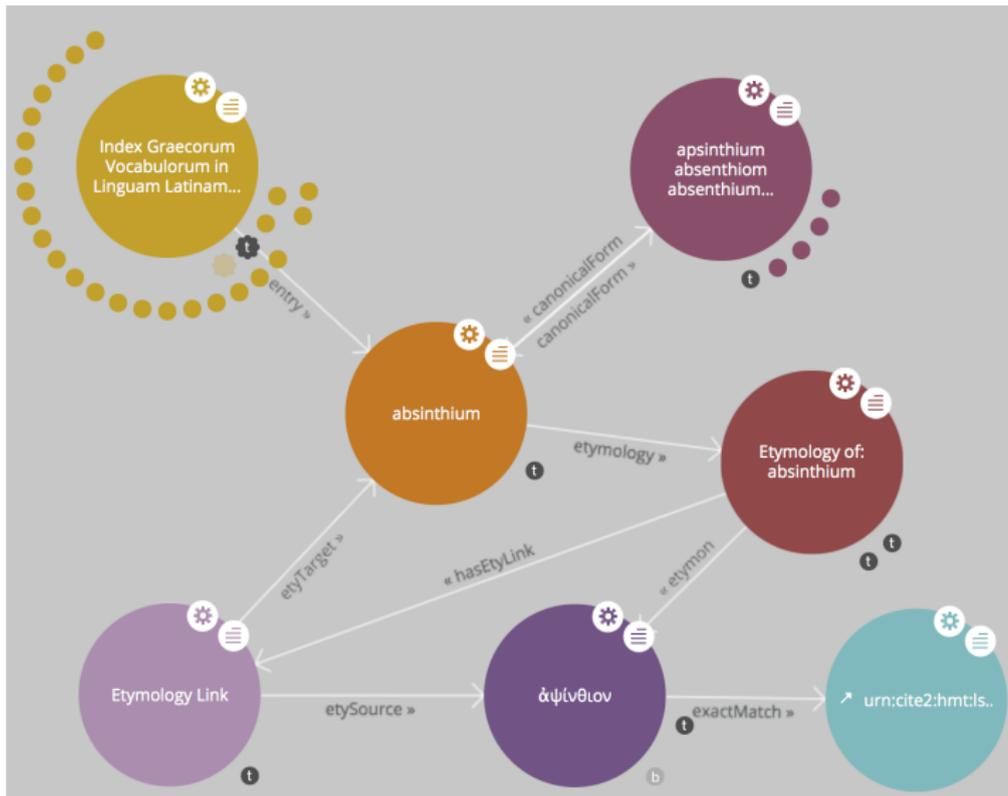 Index Graecorum
Vocabulorum in
Linguam Latinam...
apsinthium
absenthiom
absenthium...
t
entry »
« canonicalForm
canonicalForm »
t
absinthium
etymology »
Etymology of:
absinthium
t
t
t
etyTarget »
« hasEtyLink
« etymon
Etymology Link
etySource »
ἀψίνθιον
exactMatch »
↗ urn:cite2:hmt:ls..
t
t
b